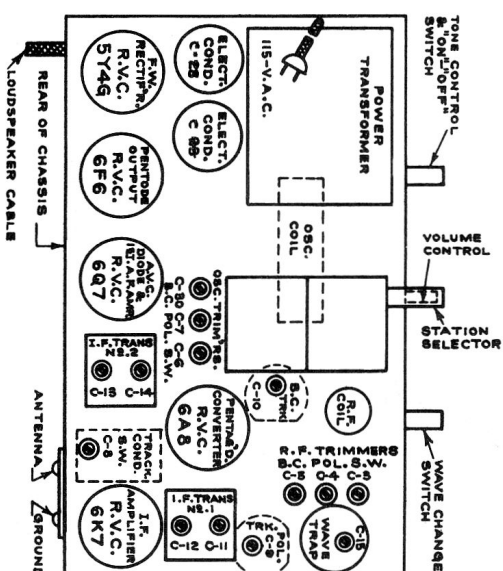 TONE CONTROL
& "ON-OFF"
SWITCH
VOLUME
CONTROL
STATION
SELECTOR
WAVE CHANGE
SWITCH
POWER
TRANSFORMER
115-V.A.C.
ELECT.
COND.
C-28
ELECT.
COND.
F.W.
RECTIF'R.
R.V.C.
5Y4G
PENTODE
OUTPUT
R.V.C.
6F6
A.V.C.
DIODE &
1ST. A.F. AMP.
R.V.C.
6Q7
OSC.
COIL
OSC. TRIM'RS.
B.C. POL. S.W.
C-30 C-7 C-6
I.F. TRANS
No.2
C-13 C-14
B.C.
TRK.
C-10
R.F.
COIL
PENTAG'D.
CONVERTER
R.V.C.
6A8
R.F. TRIMMERS
B.C. POL. S.W.
C-5 C-4 C-3
TRACK.
COND.
S.W.
C-8
I.F.
AMPLIFIER
R.V.C.
6K7
I.F. TRANS
No.1
C-12 C-11
TRK. POL.
C-9
WAVE
TRAP
C-15
LOUDSPEAKER CABLE
REAR OF CHASSIS
ANTENNA
GROUND